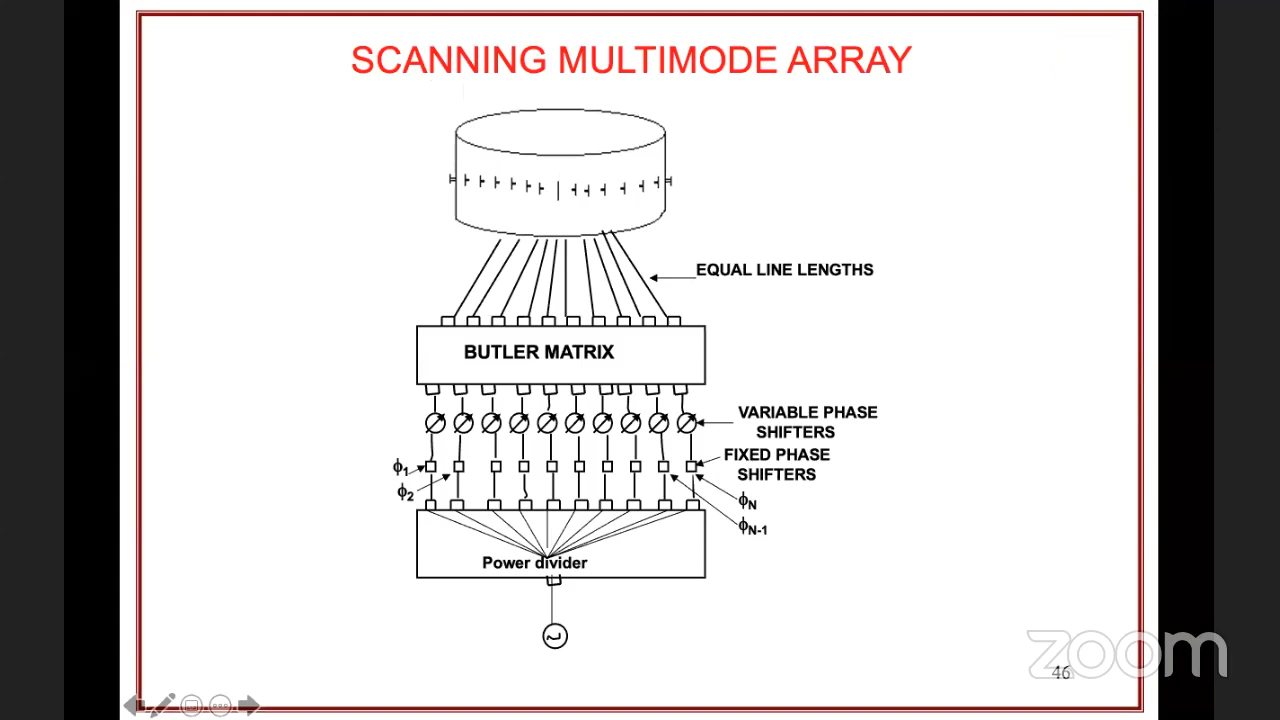 SCANNING MULTIMODE ARRAY
EQUAL LINE LENGTHS
BUTLER MATRIX
VARIABLE PHASE
SHIFTERS
FIXED PHASE
SHIFTERS
ϕ1
ϕ2
ϕN
ϕN-1
Power divider
zoom
46